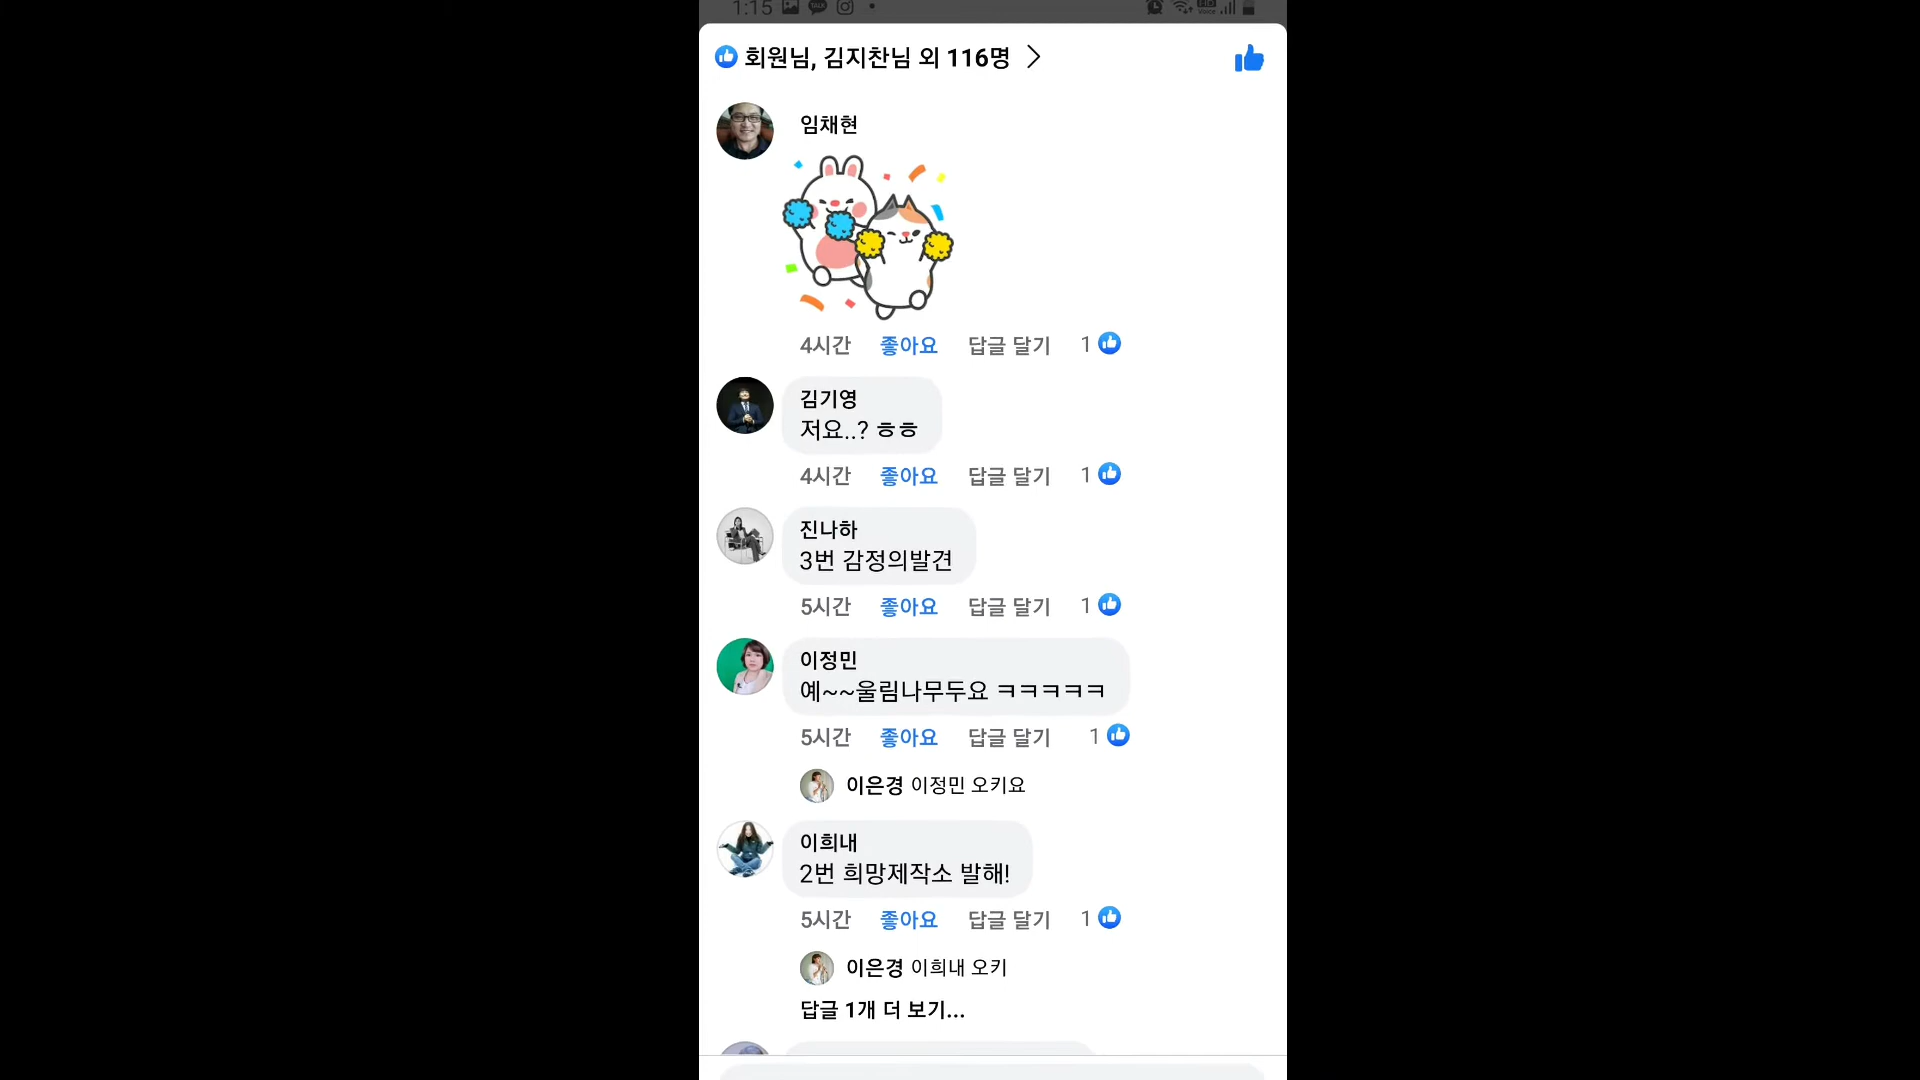 1:15
회원님, 김지찬님 외 116명
임채현
4시간 좋아요 답글 달기 1
김기영
저요..? ㅎㅎ
4시간 좋아요 답글 달기 1
진나하
3번 감정의발견
5시간 좋아요 답글 달기 1
이정민
예~~울림나무두요 ㅋㅋㅋㅋㅋ
5시간 좋아요 답글 달기 1
이은경 이정민 오키요
이희내
2번 희망제작소 발해!
5시간 좋아요 답글 달기 1
이은경 이희내 오키
답글 1개 더 보기...